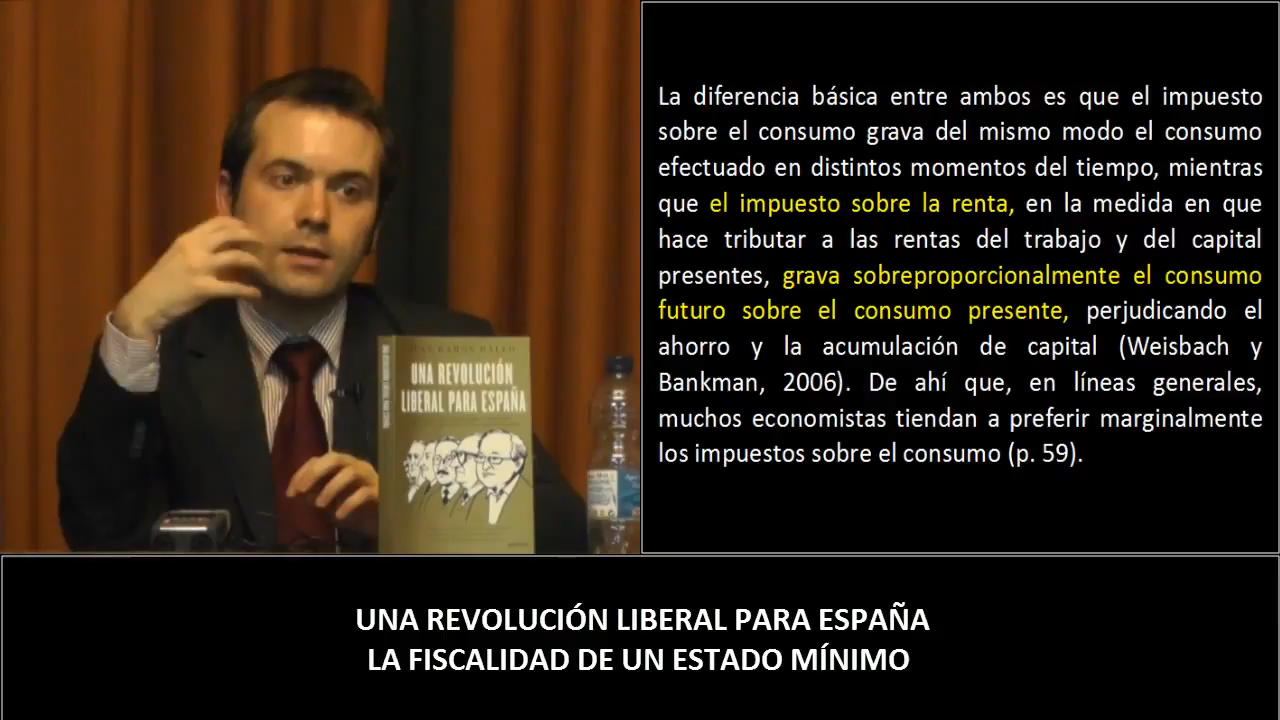 JUAN RAMÓN RALLO
UNA REVOLUCIÓN
LIBERAL PARA ESPAÑA
La diferencia básica entre ambos es que el impuesto
sobre el consumo grava del mismo modo el consumo
efectuado en distintos momentos del tiempo, mientras
que el impuesto sobre la renta, en la medida en que
hace tributar a las rentas del trabajo y del capital
presentes, grava sobreproporcionalmente el consumo
futuro sobre el consumo presente, perjudicando el
ahorro y la acumulación de capital (Weisbach y
Bankman, 2006). De ahí que, en líneas generales,
muchos economistas tiendan a preferir marginalmente
los impuestos sobre el consumo (p. 59).
UNA REVOLUCIÓN LIBERAL PARA ESPAÑA
LA FISCALIDAD DE UN ESTADO MÍNIMO